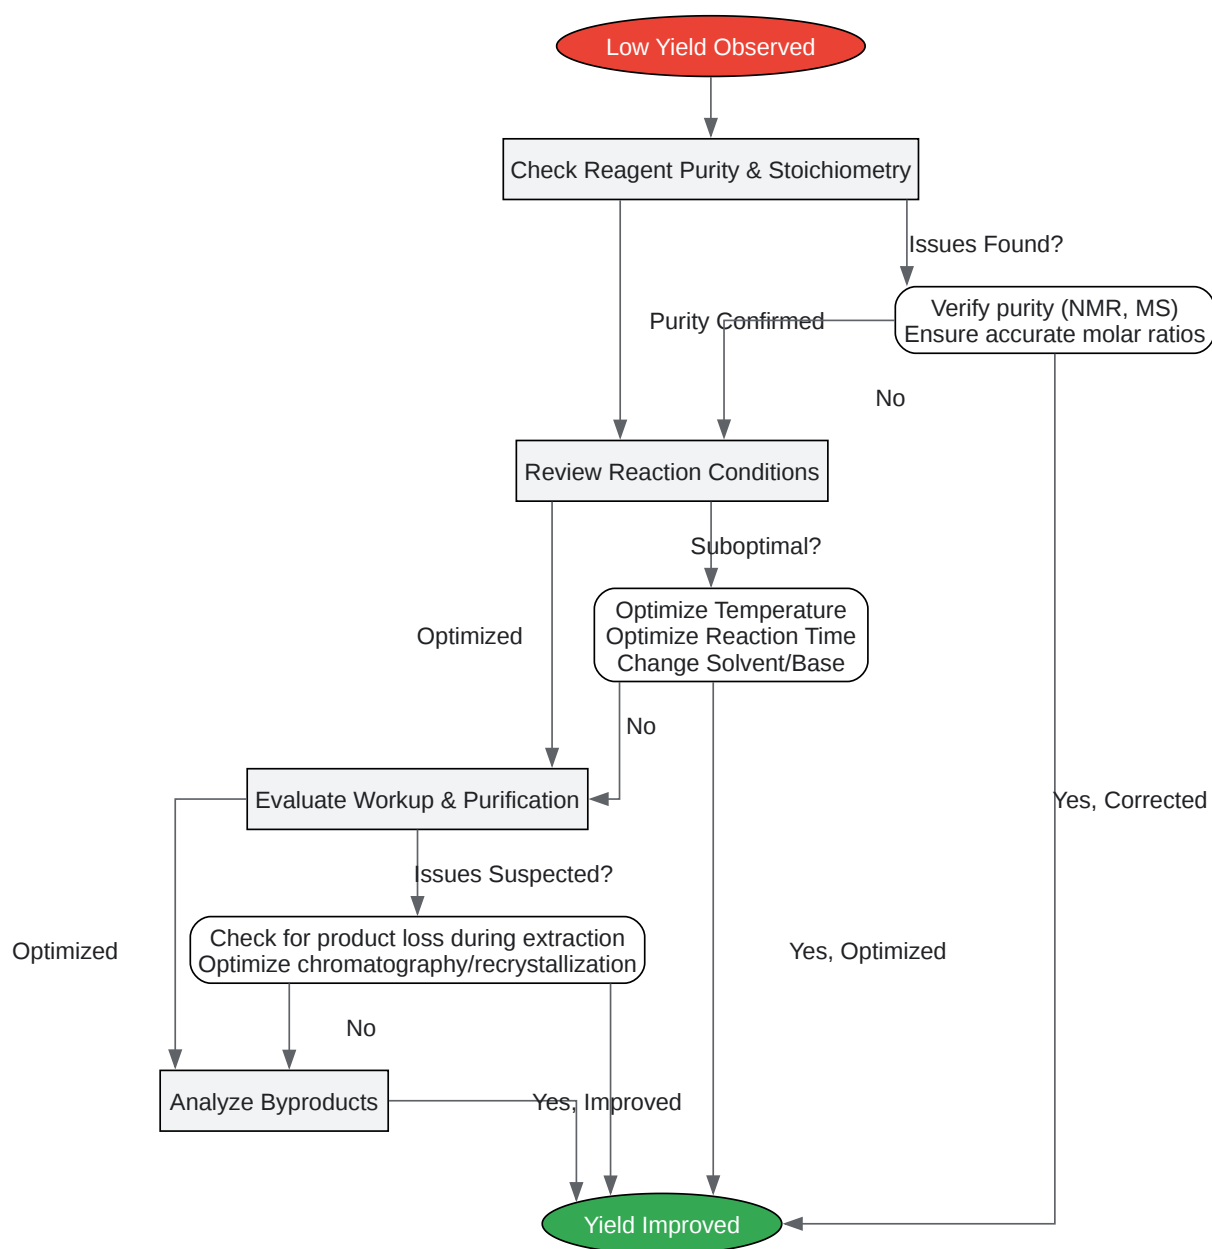 Low Yield Observed
Check Reagent Purity & Stoichiometry
Issues Found?
Verify purity (NMR, MS)
Ensure accurate molar ratios
Purity Confirmed
No
Review Reaction Conditions
Suboptimal?
Optimize Temperature
Optimize Reaction Time
Change Solvent/Base
Optimized
No
Evaluate Workup & Purification
Yes, Corrected
Issues Suspected?
Check for product loss during extraction
Optimize chromatography/recrystallization
Optimized
Yes, Optimized
No
Analyze Byproducts
Yes, Improved
Yield Improved